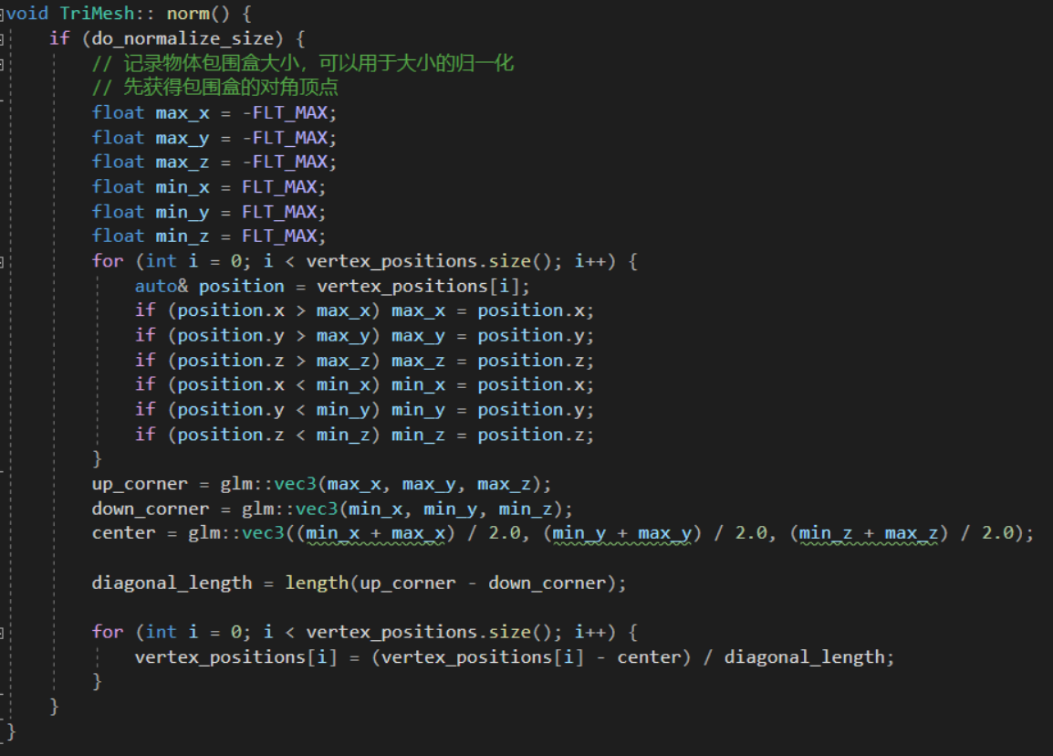 void TriMesh:: norm() {
    if (do_normalize_size) {
        // 记录物体包围盒大小，可以用于大小的归一化
        // 先获得包围盒的对角顶点
        float max_x = -FLT_MAX;
        float max_y = -FLT_MAX;
        float max_z = -FLT_MAX;
        float min_x = FLT_MAX;
        float min_y = FLT_MAX;
        float min_z = FLT_MAX;
        for (int i = 0; i < vertex_positions.size(); i++) {
            auto& position = vertex_positions[i];
            if (position.x > max_x) max_x = position.x;
            if (position.y > max_y) max_y = position.y;
            if (position.z > max_z) max_z = position.z;
            if (position.x < min_x) min_x = position.x;
            if (position.y < min_y) min_y = position.y;
            if (position.z < min_z) min_z = position.z;
        }
        up_corner = glm::vec3(max_x, max_y, max_z);
        down_corner = glm::vec3(min_x, min_y, min_z);
        center = glm::vec3((min_x + max_x) / 2.0, (min_y + max_y) / 2.0, (min_z + max_z) / 2.0);
        diagonal_length = length(up_corner - down_corner);
        for (int i = 0; i < vertex_positions.size(); i++) {
            vertex_positions[i] = (vertex_positions[i] - center) / diagonal_length;
        }
    }
}